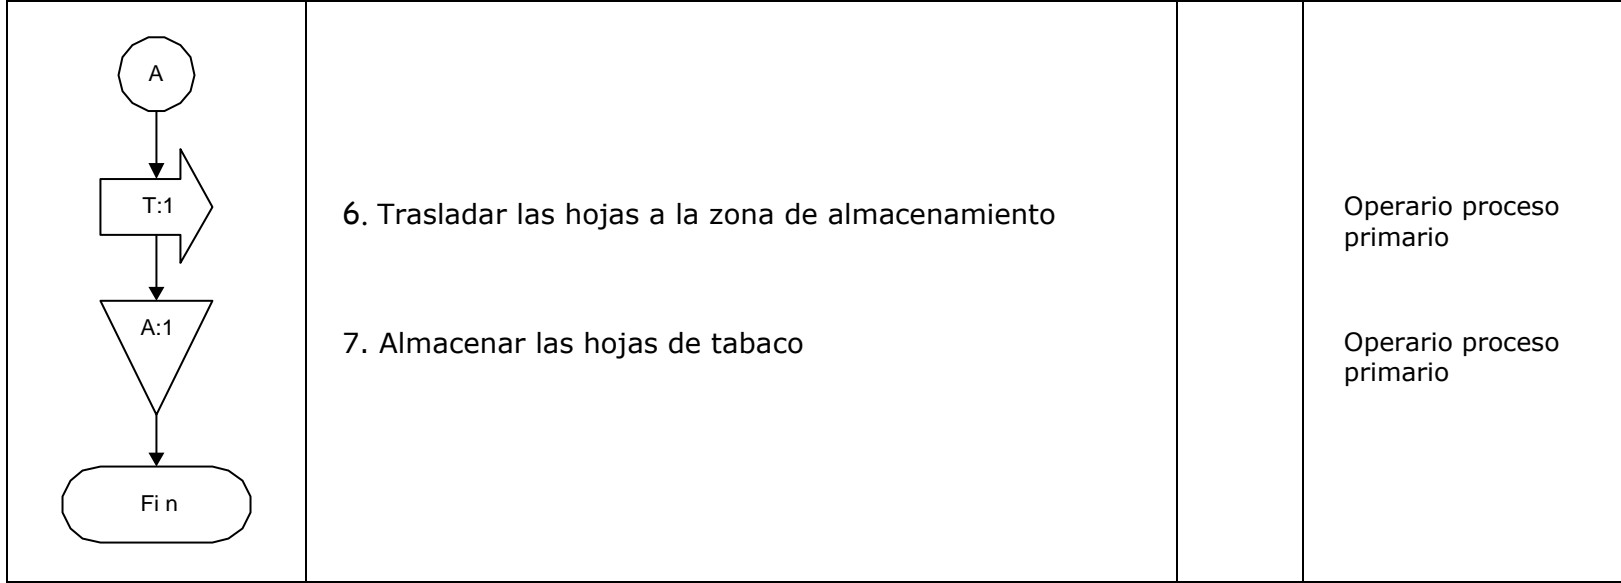 A
T:1
6. Trasladar las hojas a la zona de almacenamiento
Operario proceso
primario
A:1
7. Almacenar las hojas de tabaco
Operario proceso
primario
Fi n